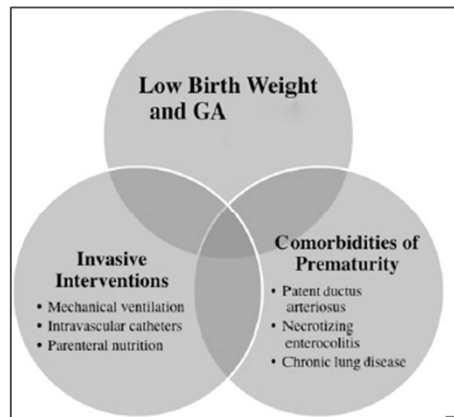 Low Birth Weight
and GA
Invasive
Interventions
• Mechanical ventilation
• Intravascular catheters
• Parenteral nutrition
Comorbidities of
Prematurity
• Patent ductus
arteriosus
• Necrotizing
enterocolitis
• Chronic lung disease